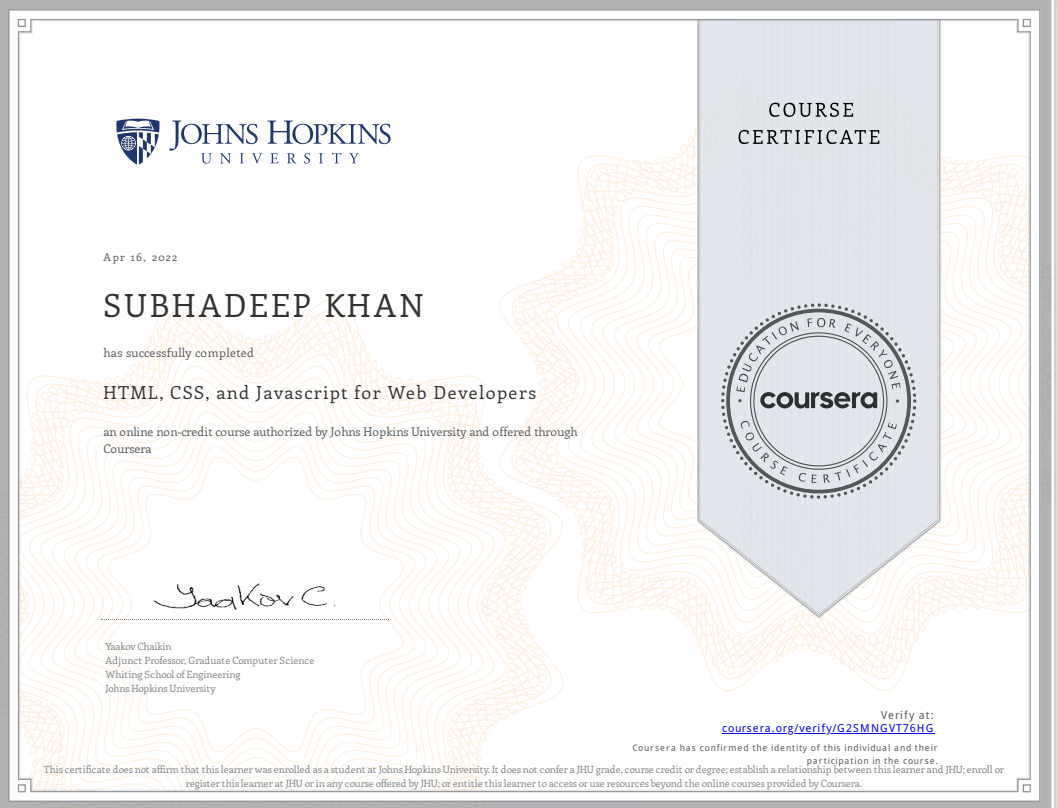 JOHNS HOPKINS
UNIVERSITY
COURSE
CERTIFICATE
Apr 16, 2022
SUBHADEEP KHAN
has successfully completed
HTML, CSS, and Javascript for Web Developers
an online non-credit course authorized by Johns Hopkins University and offered through
Coursera
EDUCATION FOR EVERYONE
coursera
COURSE CERTIFICATE
Yaakov C.
Yaakov Chaikin
Adjunct Professor, Graduate Computer Science
Whiting School of Engineering
Johns Hopkins University
Verify at:
coursera.org/verify/G2SMNGVT76HG
Coursera has confirmed the identity of this individual and their
participation in the course.
This certificate does not affirm that this learner was enrolled as a student at Johns Hopkins University. It does not confer a JHU grade, course credit or degree; establish a relationship between this learner and JHU; enroll or
register this learner at JHU or in any course offered by JHU; or entitle this learner to access or use resources beyond the online courses provided by Coursera.